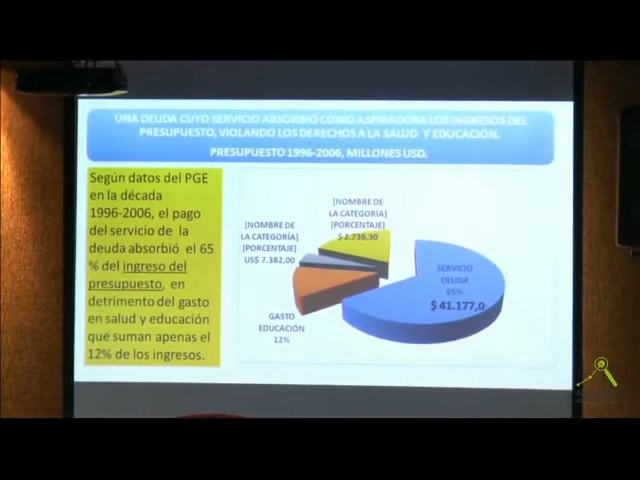 UNA DEUDA CUYO SERVICIO ABSORBIÓ COMO ASPIRADORA LOS INGRESOS DEL
PRESUPUESTO, VIOLANDO LOS DERECHOS A LA SALUD Y EDUCACIÓN.
PRESUPUESTO 1996-2006, MILLONES USD.
Según datos del PGE
en la década
1996-2006, el pago
del servicio de la
deuda absorbió el 65
% del ingreso del
presupuesto, en
detrimento del gasto
en salud y educación
que suman apenas el
12% de los ingresos.
[NOMBRE DE
LA CATEGORÍA]
[PORCENTAJE]
$ 2.736,30
[NOMBRE DE
LA CATEGORÍA]
[PORCENTAJE]
US$ 7.382,00
SERVICIO
DEUDA
65%
$ 41.177,0
GASTO
EDUCACIÓN
12%